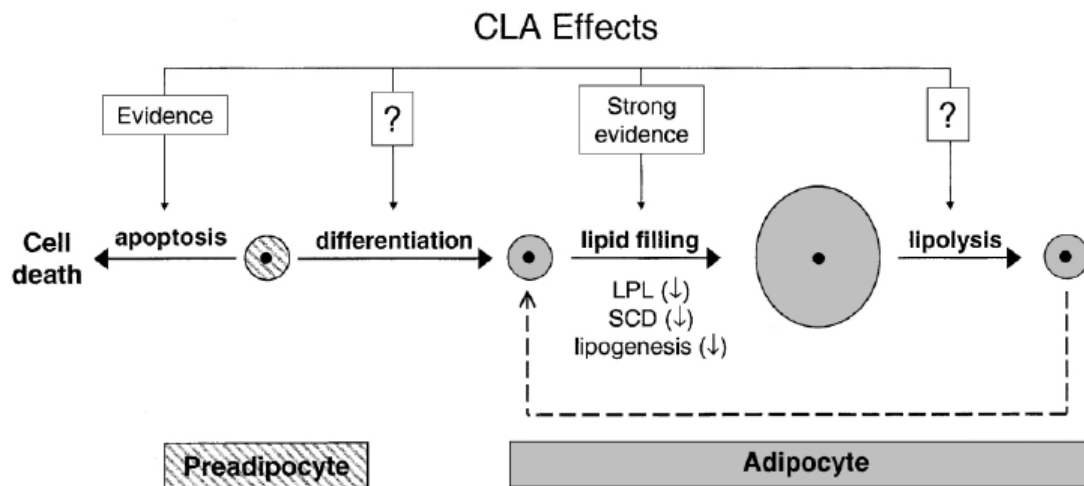 CLA Effects
Evidence
?
Strong
evidence
?
Cell
death
apoptosis
differentiation
lipid filling
lipolysis
LPL (↓)
SCD (↓)
lipogenesis (↓)
Preadipocyte
Adipocyte